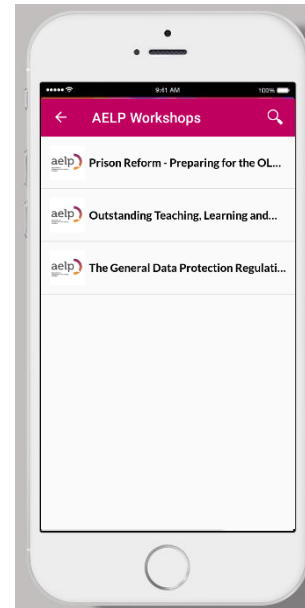 9:41 AM 100%
AELP Workshops
aelp Prison Reform - Preparing for the OL...
aelp Outstanding Teaching, Learning and...
aelp The General Data Protection Regulati...